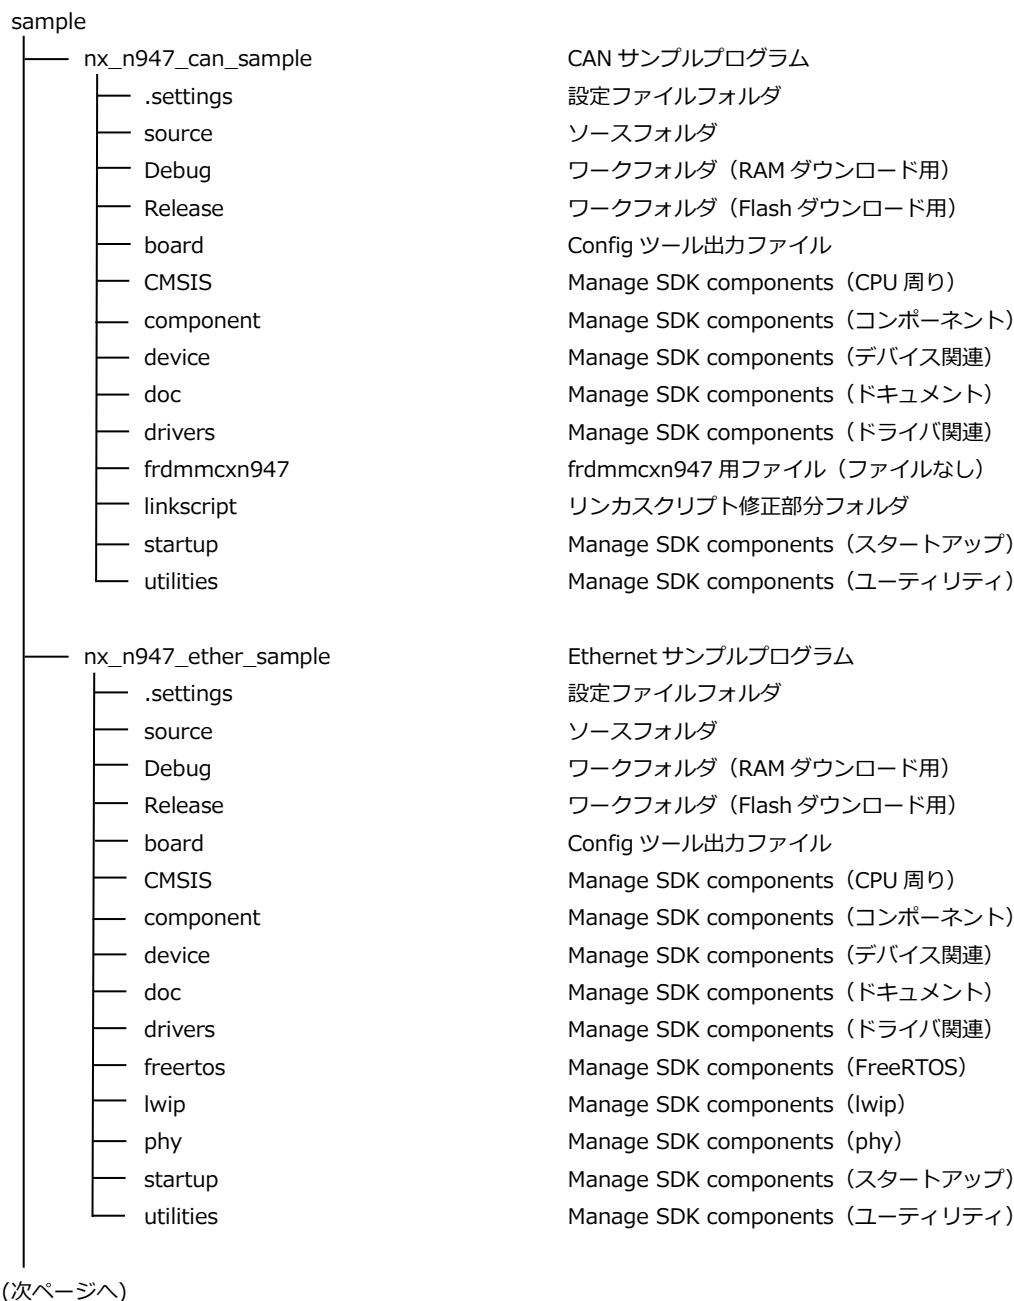 sample
nx_n947_can_sample CAN サンプルプログラム
.settings 設定ファイルフォルダ
source ソースフォルダ
Debug ワークフォルダ（RAM ダウンロード用）
Release ワークフォルダ（Flash ダウンロード用）
board Config ツール出力ファイル
CMSIS Manage SDK components（CPU 周り）
component Manage SDK components（コンポーネント）
device Manage SDK components（デバイス関連）
doc Manage SDK components（ドキュメント）
drivers Manage SDK components（ドライバ関連）
frdmmcxn947 frdmmcxn947 用ファイル（ファイルなし）
linkscript リンカスクリプト修正部分フォルダ
startup Manage SDK components（スタートアップ）
utilities Manage SDK components（ユーティリティ）
nx_n947_ether_sample Ethernet サンプルプログラム
.settings 設定ファイルフォルダ
source ソースフォルダ
Debug ワークフォルダ（RAM ダウンロード用）
Release ワークフォルダ（Flash ダウンロード用）
board Config ツール出力ファイル
CMSIS Manage SDK components（CPU 周り）
component Manage SDK components（コンポーネント）
device Manage SDK components（デバイス関連）
doc Manage SDK components（ドキュメント）
drivers Manage SDK components（ドライバ関連）
freertos Manage SDK components（FreeRTOS）
lwip Manage SDK components（lwip）
phy Manage SDK components（phy）
startup Manage SDK components（スタートアップ）
utilities Manage SDK components（ユーティリティ）
(次ページへ)